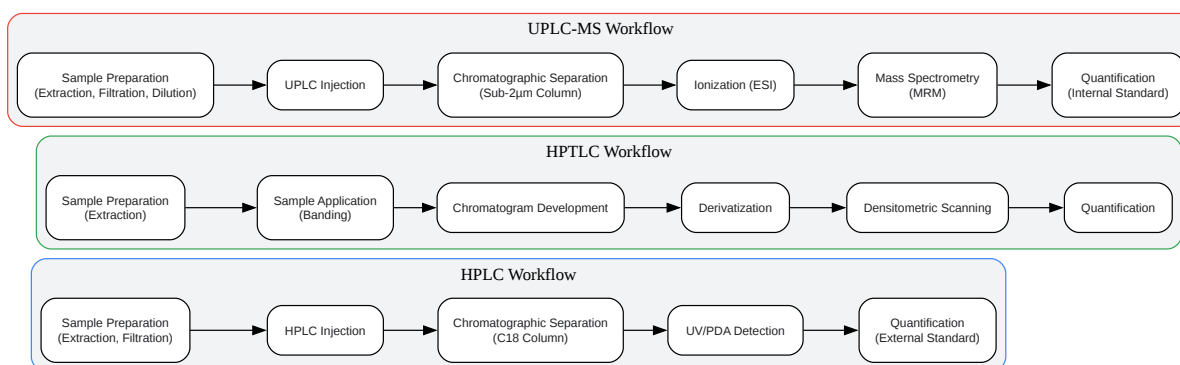 UPLC-MS Workflow
Sample Preparation
(Extraction, Filtration, Dilution)
UPLC Injection
Chromatographic Separation
(Sub-2µm Column)
Ionization (ESI)
Mass Spectrometry
(MRM)
Quantification
(Internal Standard)
HPTLC Workflow
Sample Preparation
(Extraction)
Sample Application
(Banding)
Chromatogram Development
Derivatization
Densitometric Scanning
Quantification
HPLC Workflow
Sample Preparation
(Extraction, Filtration)
HPLC Injection
Chromatographic Separation
(C18 Column)
UV/PDA Detection
Quantification
(External Standard)